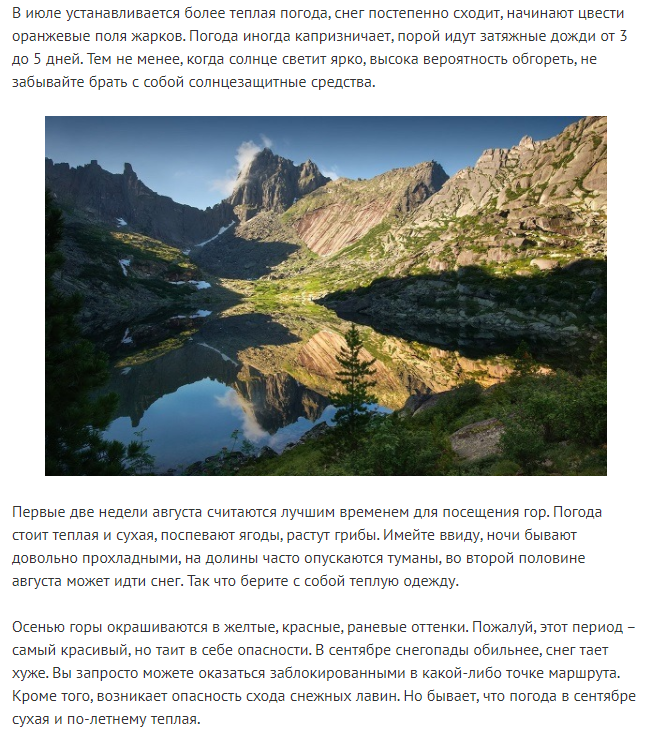 В июле устанавливается более теплая погода, снег постепенно сходит, начинают цвести
оранжевые поля жарков. Погода иногда капризничает, порой идут затяжные дожди от 3
до 5 дней. Тем не менее, когда солнце светит ярко, высока вероятность обгореть, не
забывайте брать с собой солнцезащитные средства.
Первые две недели августа считаются лучшим временем для посещения гор. Погода
стоит теплая и сухая, поспевают ягоды, растут грибы. Имейте ввиду, ночи бывают
довольно прохладными, на долины часто опускаются туманы, во второй половине
августа может идти снег. Так что берите с собой теплую одежду.
Осенью горы окрашиваются в желтые, красные, раневые оттенки. Пожалуй, этот период –
самый красивый, но таит в себе опасности. В сентябре снегопады обильнее, снег тает
хуже. Вы запросто можете оказаться заблокированными в какой-либо точке маршрута.
Кроме того, возникает опасность схода снежных лавин. Но бывает, что погода в сентябре
сухая и по-летнему теплая.